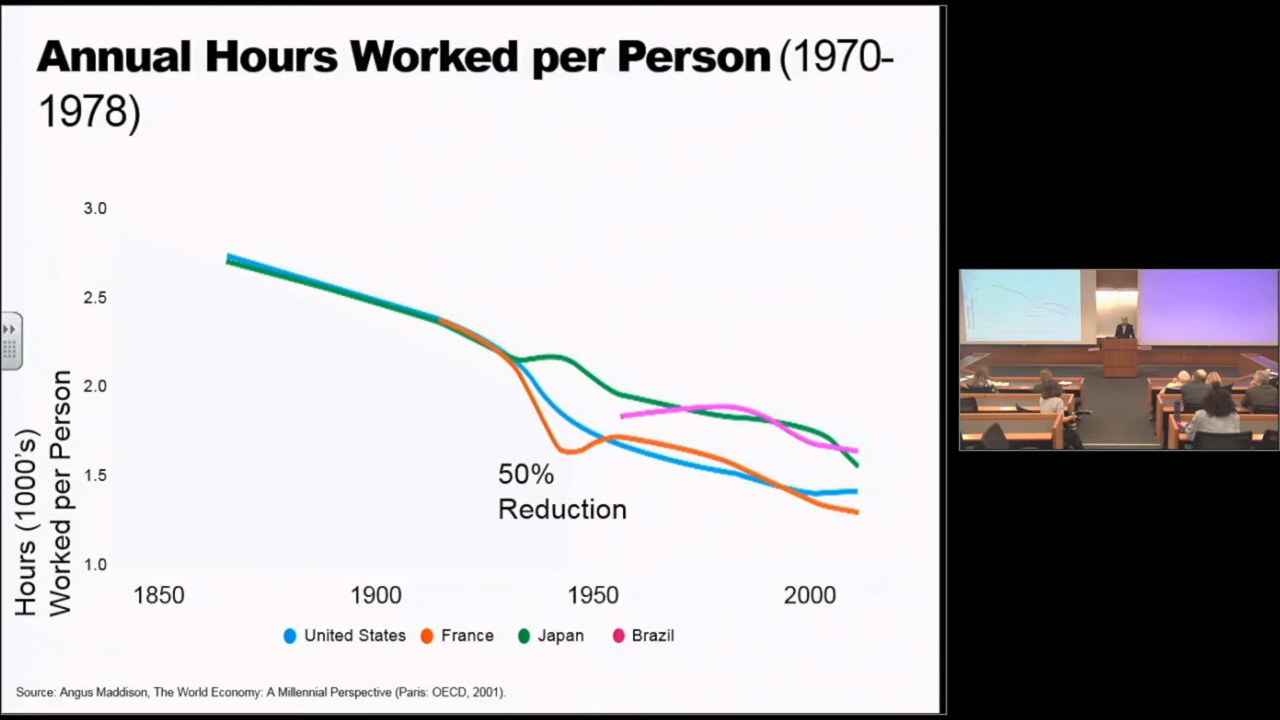 Annual Hours Worked per Person (1970-
1978)
3.0
2.5
2.0
1.5
1.0
Hours (1000's)
Worked per Person
50%
Reduction
1850 1900 1950 2000
United States France Japan Brazil
Source: Angus Maddison, The World Economy: A Millennial Perspective (Paris: OECD, 2001).